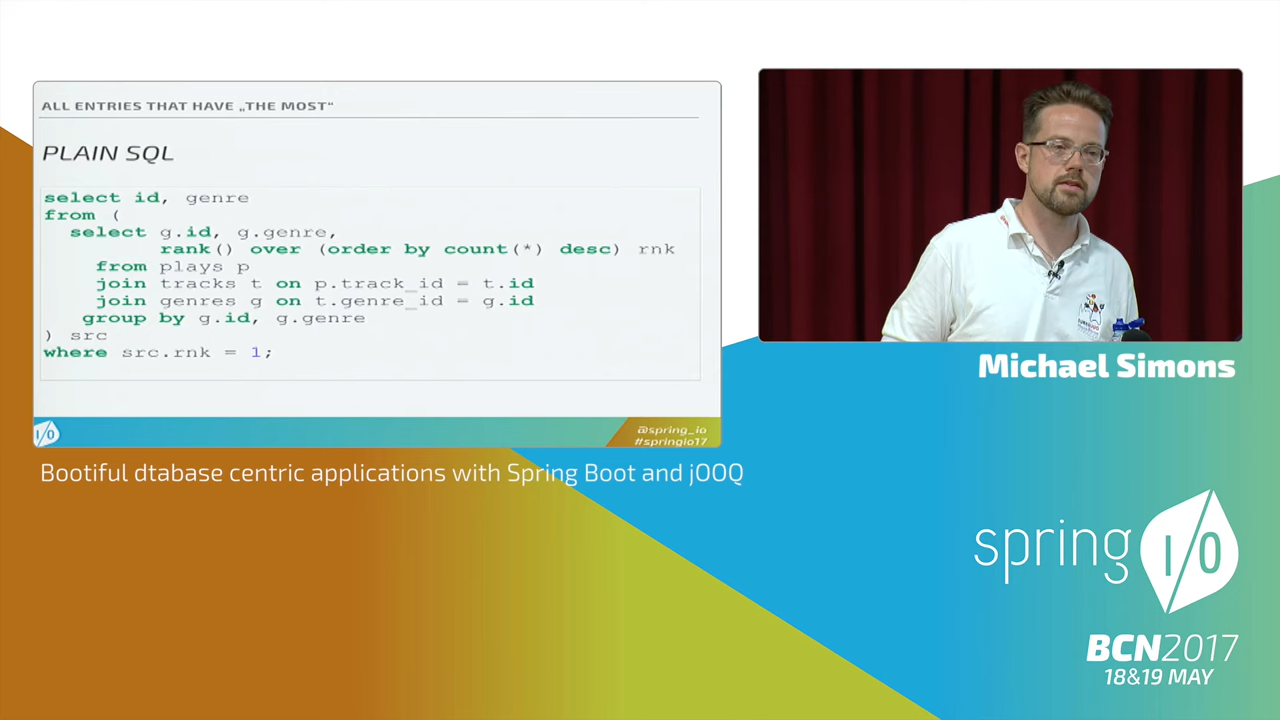 ALL ENTRIES THAT HAVE „THE MOST“
PLAIN SQL
select id, genre
from (
select g.id, g.genre,
rank() over (order by count(*) desc) rnk
from plays p
join tracks t on p.track_id = t.id
join genres g on t.genre_id = g.id
group by g.id, g.genre
) src
where src.rnk = 1;
I/O
@spring_io
#springio17
Michael Simons
Bootiful dtabase centric applications with Spring Boot and jOOQ
spring I/O
BCN2017
18&19 MAY